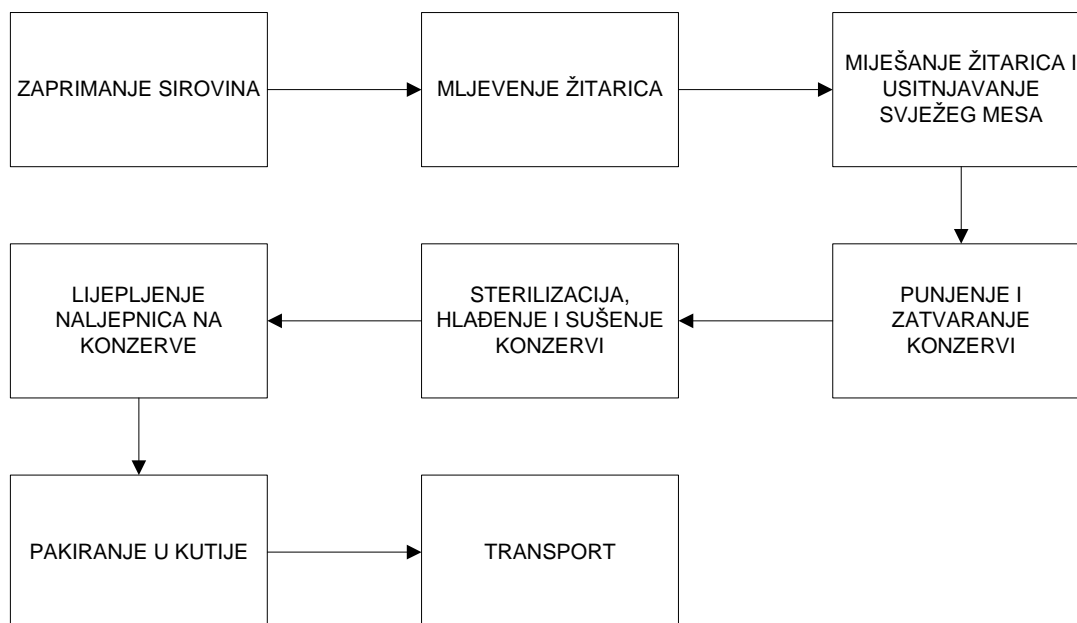 ZAPRIMANJE SIROVINA
MLJEVENJE ŽITARICA
MIJEŠANJE ŽITARICA I
USITNJAVANJE
SVJEŽEG MESA
PUNJENJE I
ZATVARANJE
KONZERVI
STERILIZACIJA,
HLAĐENJE I SUŠENJE
KONZERVI
LIJEPLJENJE
NALJEPNICA NA
KONZERVE
PAKIRANJE U KUTIJE
TRANSPORT